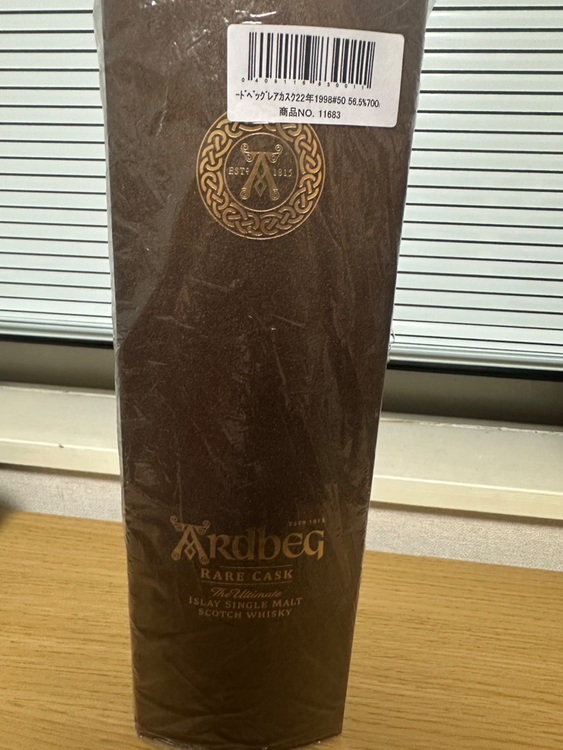 ードベッグレアカスク22年1998#50 56.5%700
商品NO. 11683
ESTD 1815
A
ESTD 1815
ARDBEG
RARE CASK
The Ultimate
ISLAY SINGLE MALT
SCOTCH WHISKY